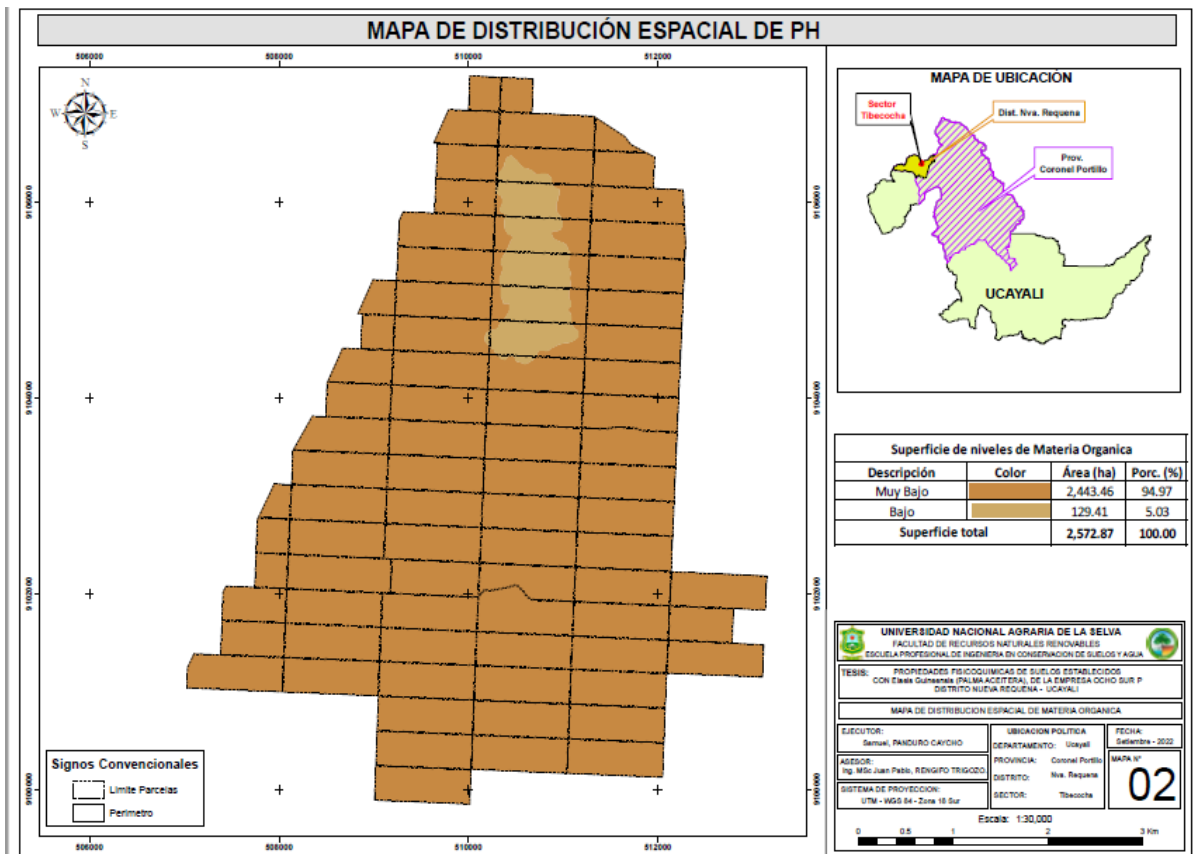 MAPA DE DISTRIBUCIÓN ESPACIAL DE PH
506000 508000 510000 512000
N
W E
S
9106000 9106000
9104000 9104000
9102000 9102000
9100000 9100000
506000 508000 510000 512000
Signos Convencionales
Limite Parcelas
Perimetro
MAPA DE UBICACIÓN
Sector
Tibecocha
Dist. Nva. Requena
Prov.
Coronel Portillo
UCAYALI
Superficie de niveles de Materia Organica
Descripción Color Área (ha) Porc. (%)
Muy Bajo 2,443.46 94.97
Bajo 129.41 5.03
Superficie total 2,572.87 100.00
UNIVERSIDAD NACIONAL AGRARIA DE LA SELVA
FACULTAD DE RECURSOS NATURALES RENOVABLES
ESCUELA PROFESIONAL DE INGENIERIA EN CONSERVACION DE SUELOS Y AGUA
TESIS: PROPIEDADES FISICOQUIMICAS DE SUELOS ESTABLECIDOS
CON Elaeis Guineensis (PALMA ACEITERA), DE LA EMPRESA OCHO SUR P
DISTRITO NUEVA REQUENA - UCAYALI
MAPA DE DISTRIBUCION ESPACIAL DE MATERIA ORGANICA
EJECUTOR:
Samuel, PANDURO CAYCHO
ASESOR:
Ing. MSc Juan Pablo, RENGIFO TRIGOZO.
SISTEMA DE PROYECCION:
UTM - WGS 84 - Zona 18 Sur
UBICACION POLITICA
DEPARTAMENTO: Ucayali
PROVINCIA: Coronel Portillo
DISTRITO: Nva. Requena
SECTOR: Tibecocha
FECHA:
Setiembre - 2022
MAPA N°
02
Escala: 1:30,000
0 0.5 1 2 3 Km